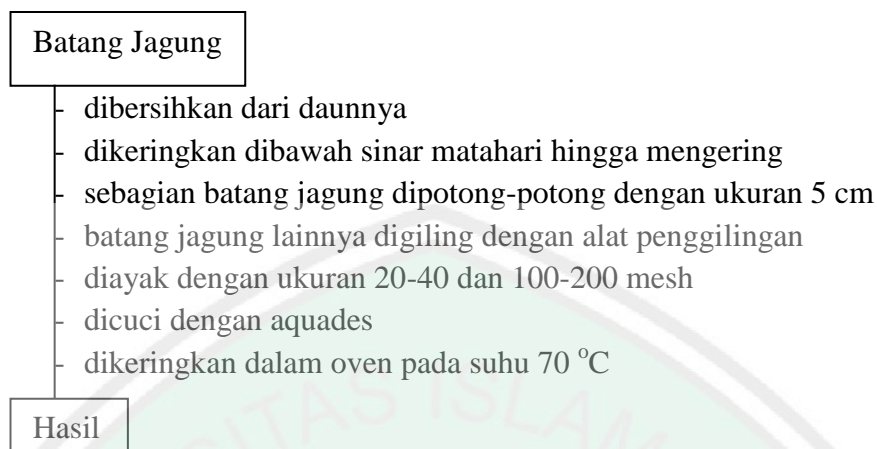 Batang Jagung
- dibersihkan dari daunnya
- dikeringkan dibawah sinar matahari hingga mengering
- sebagian batang jagung dipotong-potong dengan ukuran 5 cm
- batang jagung lainnya digiling dengan alat penggilingan
- diayak dengan ukuran 20-40 dan 100-200 mesh
- dicuci dengan aquades
- dikeringkan dalam oven pada suhu 70 °C
Hasil
ITAS ISLAM